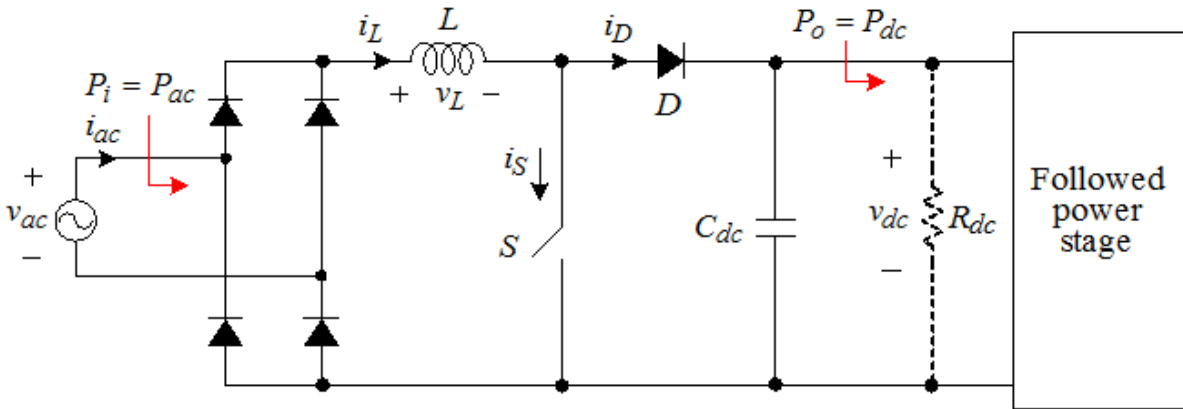 i_L
L
i_D
P_o = P_dc
P_i = P_ac
+ v_L −
D
i_ac
i_S
+
v_ac
−
S
C_dc
+
v_dc
−
R_dc
Followed
power
stage